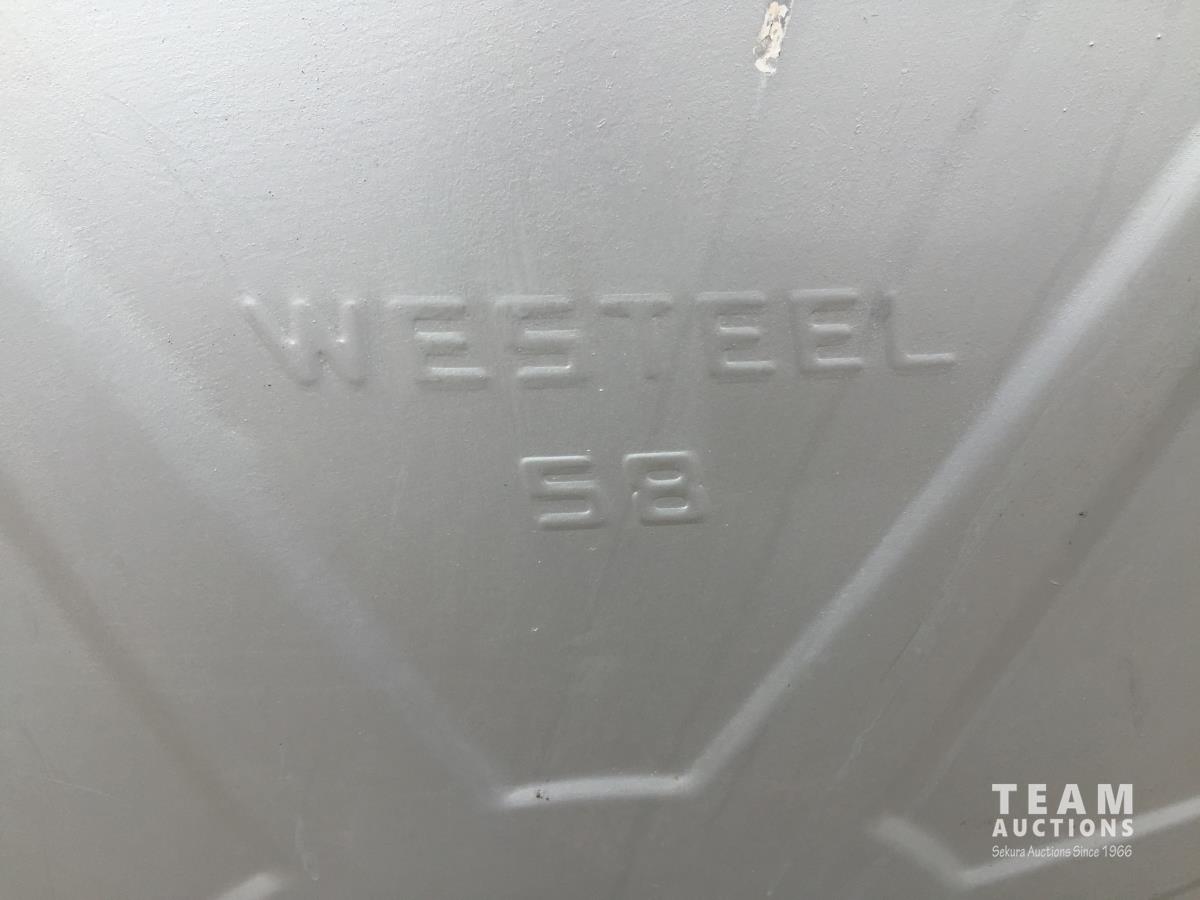 WESTEEL
58
TEAM
AUCTIONS
Sekura Auctions Since 1966